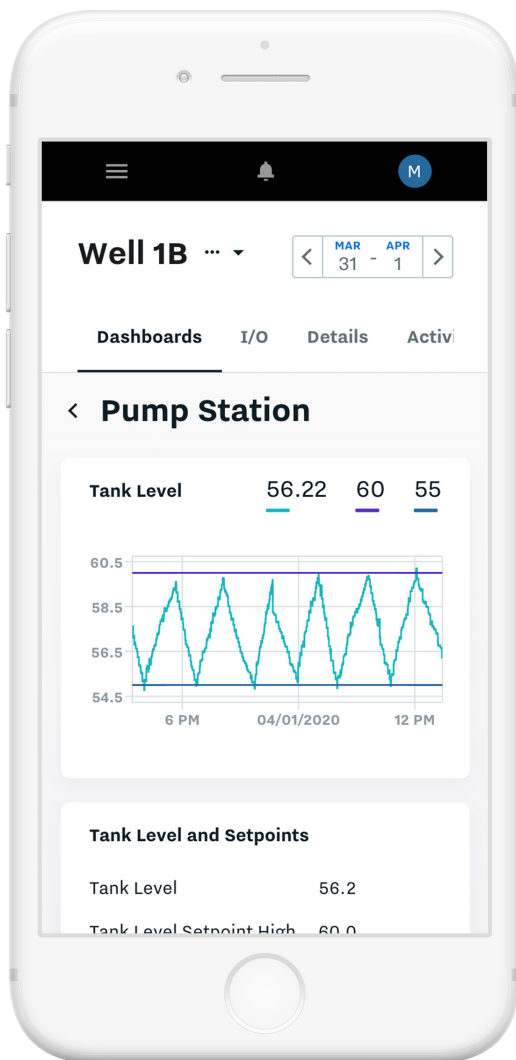 M
Well 1B ...
MAR APR
31 - 1
Dashboards I/O Details Activi
Pump Station
Tank Level 56.22 60 55
60.5
58.5
56.5
54.5
6 PM 04/01/2020 12 PM
Tank Level and Setpoints
Tank Level 56.2
Tank Level Setpoint High 60.0